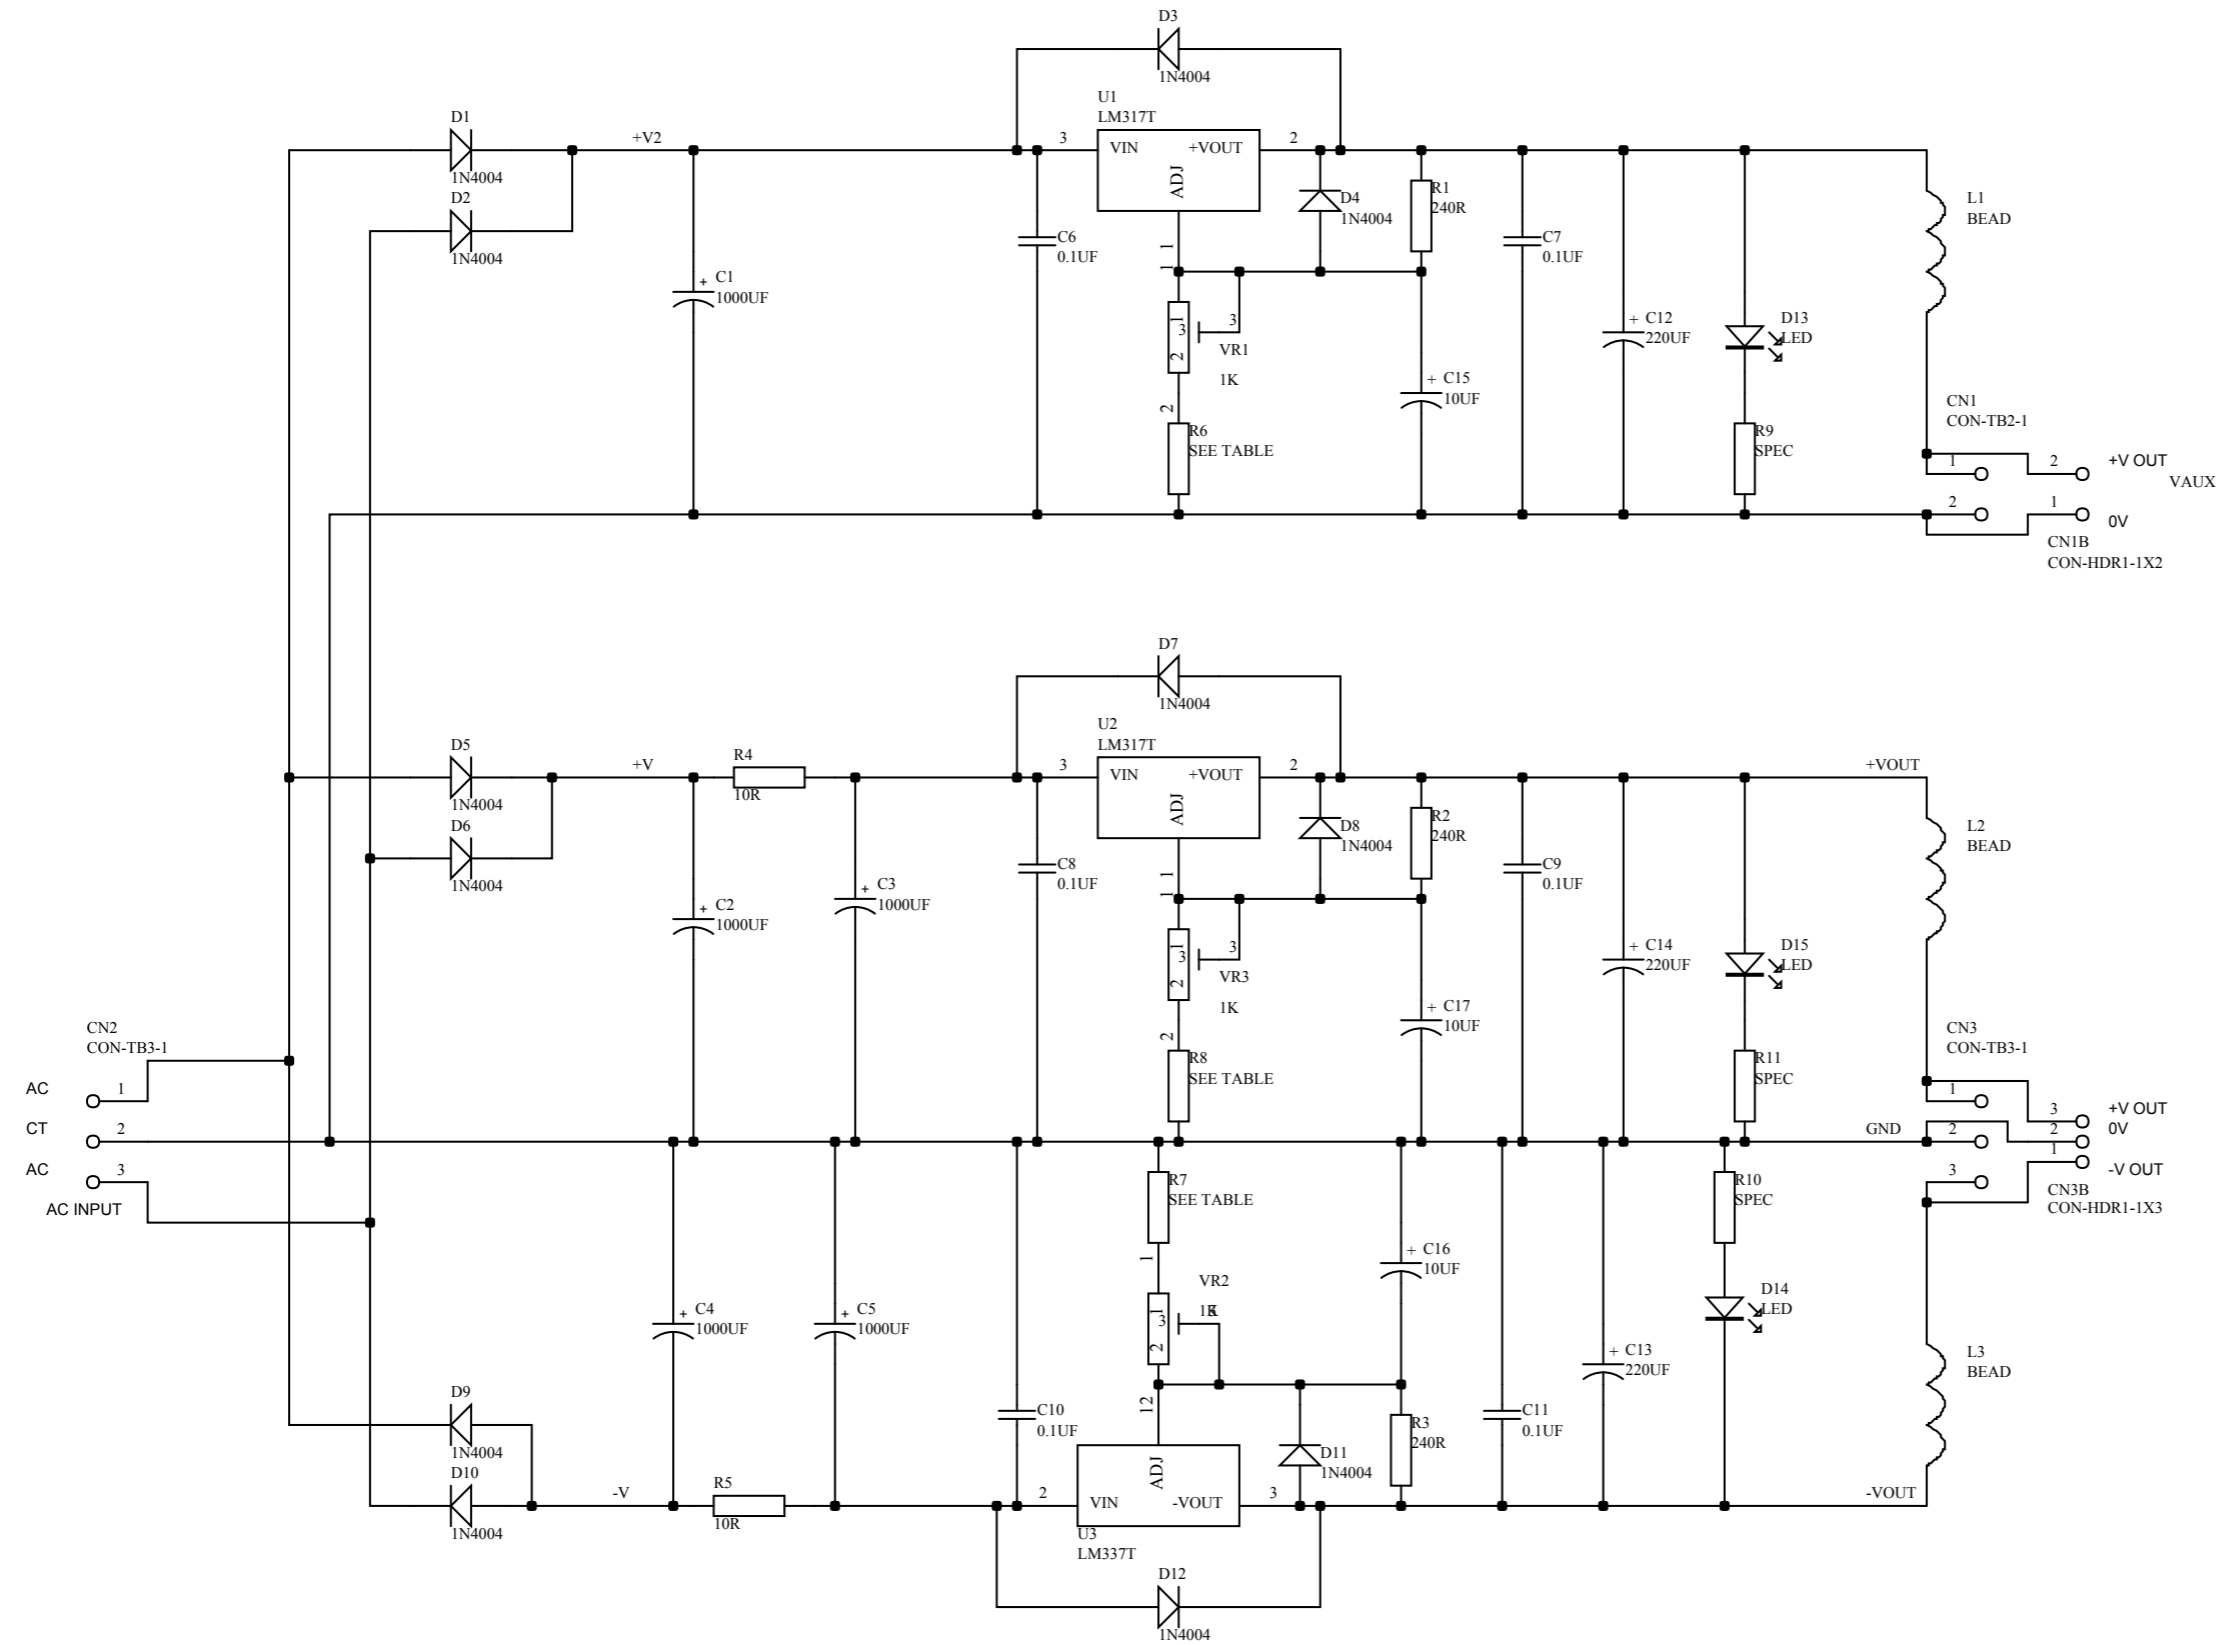 D3
1N4004
U1
LM317T
D1
1N4004
+V2
3
VIN
+VOUT
ADJ
2
D2
1N4004
D4
1N4004
R1
240R
L1
BEAD
C6
0.1UF
C7
0.1UF
1
1
C1
1000UF
1
3
2
3
VR1
1K
C12
220UF
D13
LED
C15
10UF
2
R6
SEE TABLE
R9
SPEC
CN1
CON-TB2-1
1
2
+V OUT
VAUX
2
1
0V
CN1B
CON-HDR1-1X2
D7
1N4004
U2
LM317T
D5
1N4004
+V
R4
10R
3
VIN
+VOUT
ADJ
2
+VOUT
D6
1N4004
D8
1N4004
R2
240R
L2
BEAD
C8
0.1UF
C9
0.1UF
1
1
C2
1000UF
C3
1000UF
1
3
2
3
VR3
1K
C14
220UF
D15
LED
C17
10UF
2
R8
SEE TABLE
R11
SPEC
CN2
CON-TB3-1
CN3
CON-TB3-1
AC
1
CT
2
AC
3
AC INPUT
GND
1
2
3
3
2
1
+V OUT
0V
-V OUT
CN3B
CON-HDR1-1X3
R7
SEE TABLE
R10
SPEC
1
VR2
1K
1
3
2
C16
10UF
C4
1000UF
C5
1000UF
D14
LED
C13
220UF
L3
BEAD
D9
1N4004
12
C10
0.1UF
C11
0.1UF
R3
240R
D11
1N4004
D10
1N4004
-V
R5
10R
2
VIN
-VOUT
ADJ
3
-VOUT
U3
LM337T
D12
1N4004